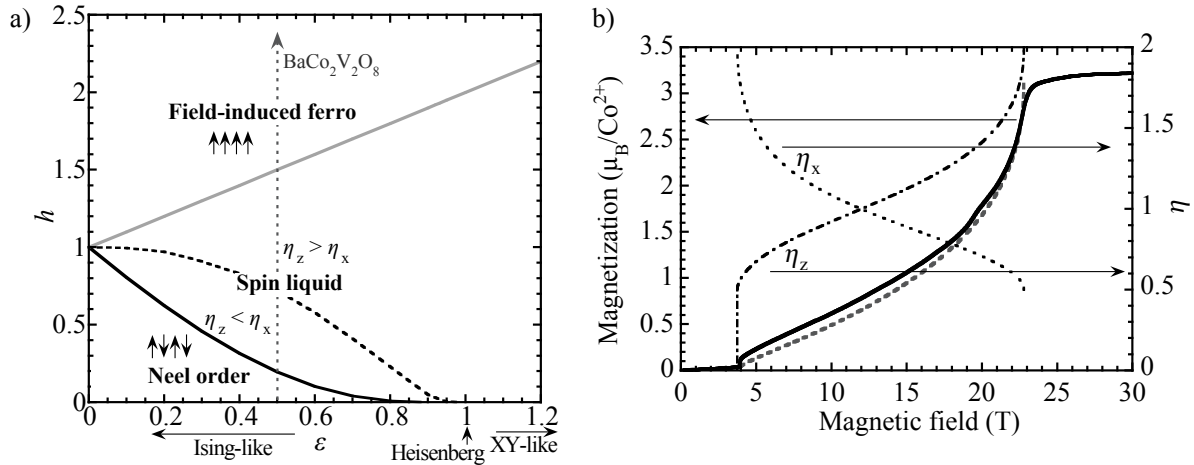 a)
2.5
2
1.5
1
0.5
0
h
BaCo2V2O8
Field-induced ferro
ηz > ηx
Spin liquid
ηz < ηx
Neel order
0 0.2 0.4 0.6 0.8 1 1.2
Ising-like ε Heisenberg XY-like
b)
3.5
3
2.5
2
1.5
1
0.5
0
Magnetization (μB/Co2+)
ηx
ηz
2
1.5
1
0.5
0
η
0 5 10 15 20 25 30
Magnetic field (T)